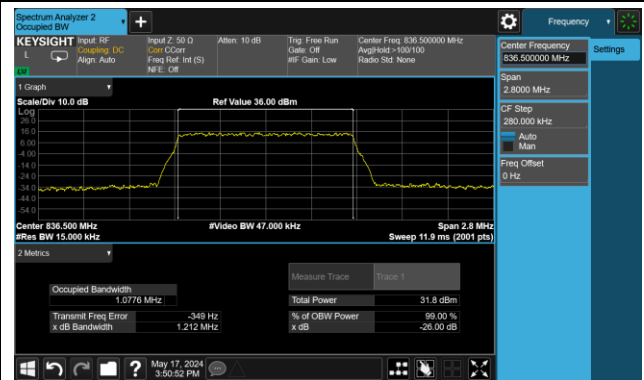 Spectrum Analyzer 2
Occupied BW
Frequency
KEYSIGHT
L
Input: RF
Coupling: DC
Align: Auto
Input Z: 50 Ω
Corr CCorr
Freq Ref: Int (S)
NFE: Off
Atten: 10 dB
Trig: Free Run
Gate: Off
#IF Gain: Low
Center Freq: 836.500000 MHz
Avg|Hold:>100/100
Radio Std: None
Center Frequency
836.500000 MHz
Settings
Span
2.8000 MHz
CF Step
280.000 kHz
Auto
Man
Freq Offset
0 Hz
1 Graph
Scale/Div 10.0 dB
Ref Value 36.00 dBm
Log
26.0
16.0
6.00
-4.00
-14.0
-24.0
-34.0
-44.0
-54.0
Center 836.500 MHz
#Video BW 47.000 kHz
Span 2.8 MHz
#Res BW 15.000 kHz
Sweep 11.9 ms (2001 pts)
2 Metrics
Measure Trace
Trace 1
Occupied Bandwidth
1.0776 MHz
Total Power
31.8 dBm
Transmit Freq Error
-349 Hz
% of OBW Power
99.00 %
x dB Bandwidth
1.212 MHz
x dB
-26.00 dB
May 17, 2024
3:50:52 PM